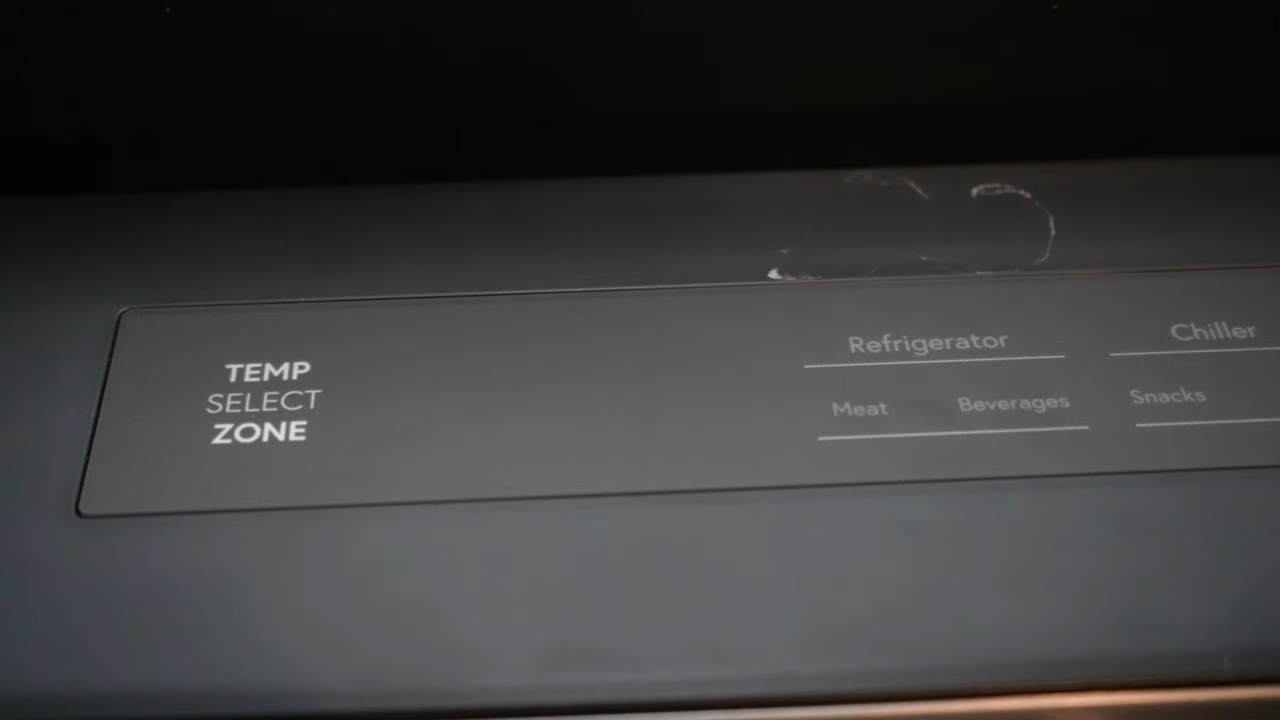 TEMP
SELECT
ZONE
Refrigerator
Chiller
Meat Beverages
Snacks